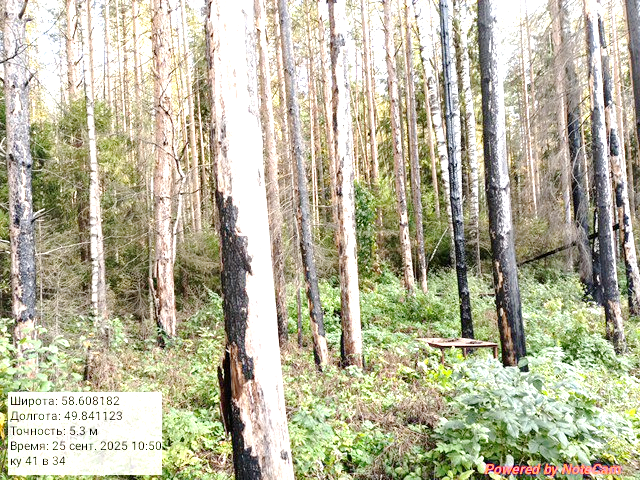 Широта: 58.608182
Долгота: 49.841123
Точность: 5.3 м
Время: 25 сент. 2025 10:50
ку 41 в 34
Powered by NoteCam